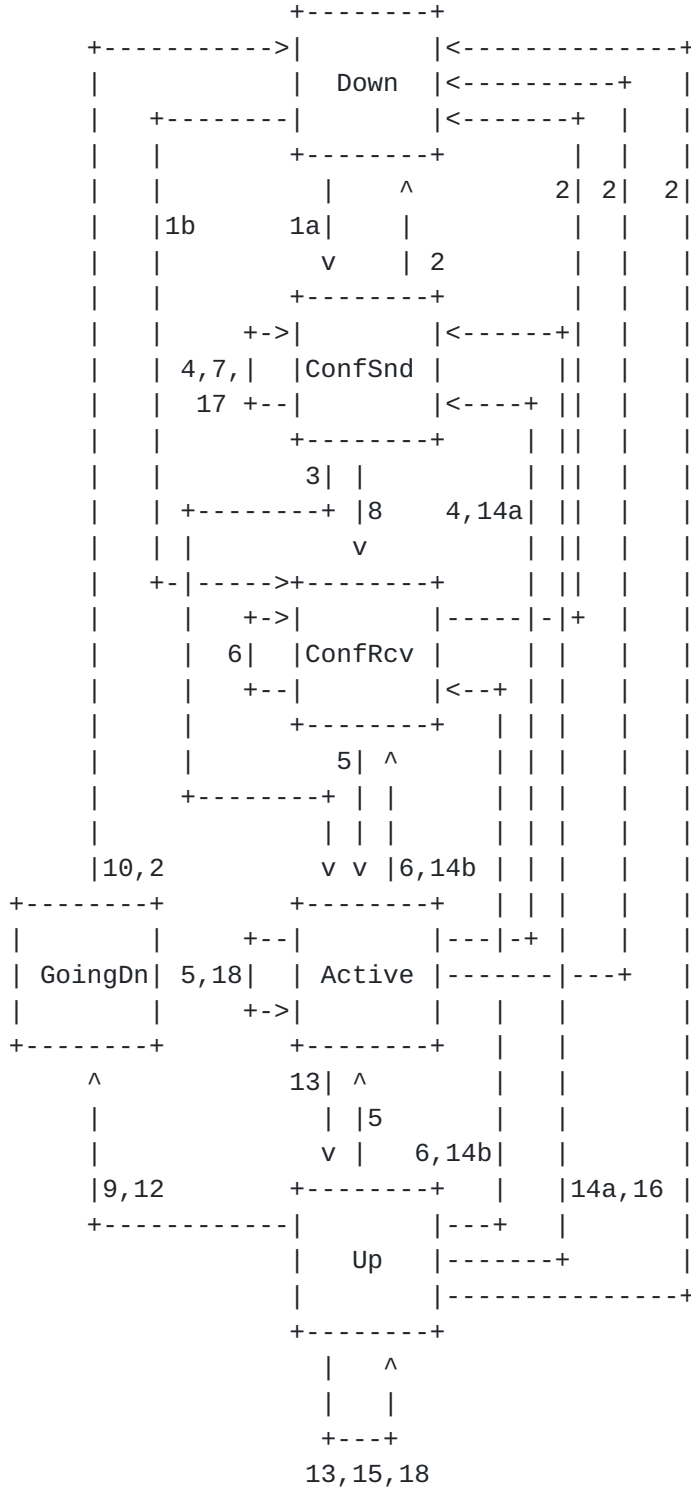 Down
2 2 2
1b 1a
2
4,7, ConfSnd
17
3
8 4,14a
6 ConfRcv
5
10,2 6,14b
GoingDn 5,18 Active
13
5
6,14b
9,12 14a,16
Up
13,15,18